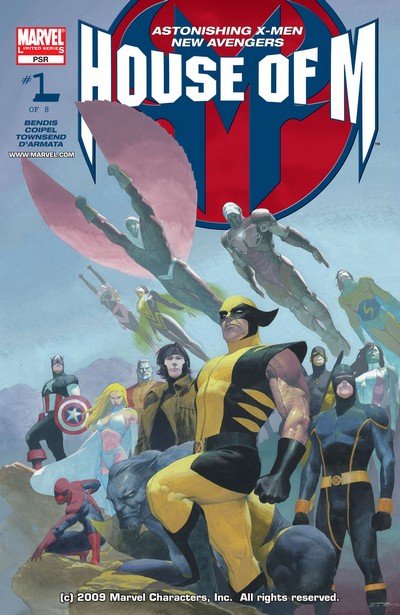 MARVEL
LIMITED SERIES
PSR
ASTONISHING X-MEN
NEW AVENGERS
HOUSE OF M
TM
#1
OF 8
BENDIS
COIPEL
TOWNSEND
D'ARMATA
WWW.MARVEL.COM
(c) 2009 Marvel Characters, Inc. All rights reserved.